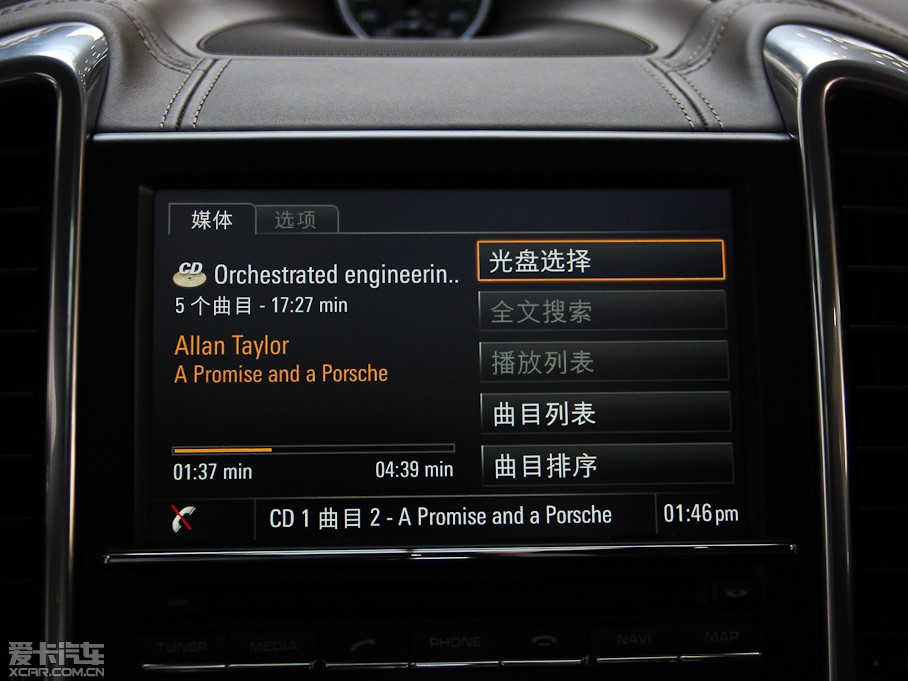 媒体
选项
CD Orchestrated engineerin..
5 个曲目 - 17:27 min
Allan Taylor
A Promise and a Porsche
01:37 min
04:39 min
光盘选择
全文搜索
播放列表
曲目列表
曲目排序
CD 1 曲目 2 - A Promise and a Porsche
01:46 pm
TUNER
MEDIA
PHONE
NAVI
MAP
爱卡汽车
XCAR.COM.CN